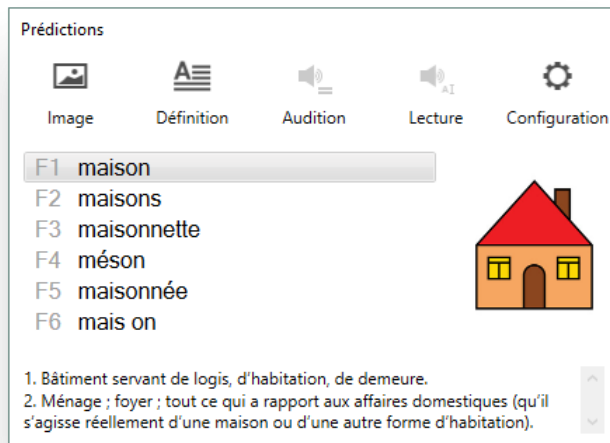 Prédictions
Image Définition Audition Lecture Configuration
F1 maison
F2 maisons
F3 maisonnette
F4 méson
F5 maisonnée
F6 mais on
1. Bâtiment servant de logis, d'habitation, de demeure.
2. Ménage ; foyer ; tout ce qui a rapport aux affaires domestiques (qu'il
s'agisse réellement d'une maison ou d'une autre forme d'habitation).